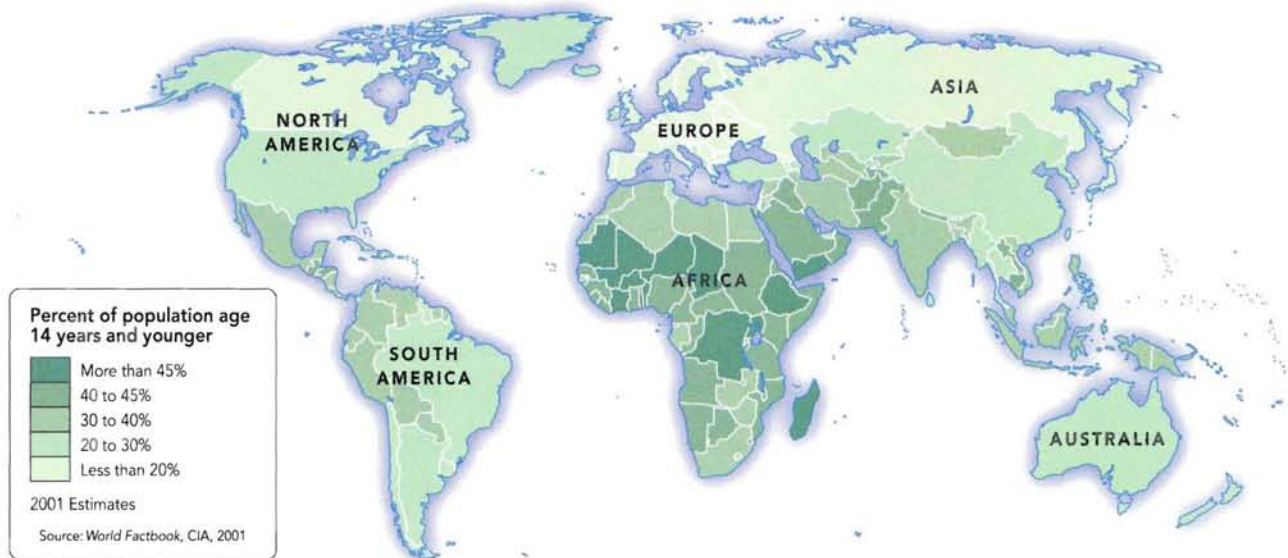 ASIA
NORTH
AMERICA
EUROPE
AFRICA
SOUTH
AMERICA
AUSTRALIA
Percent of population age
14 years and younger
More than 45%
40 to 45%
30 to 40%
20 to 30%
Less than 20%
2001 Estimates
Source: World Factbook, CIA, 2001